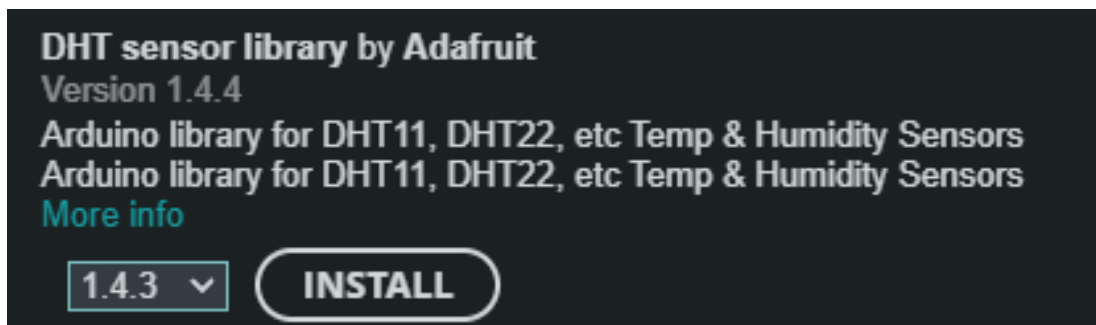 DHT sensor library by Adafruit
Version 1.4.4
Arduino library for DHT11, DHT22, etc Temp & Humidity Sensors
Arduino library for DHT11, DHT22, etc Temp & Humidity Sensors
More info
1.4.3 INSTALL